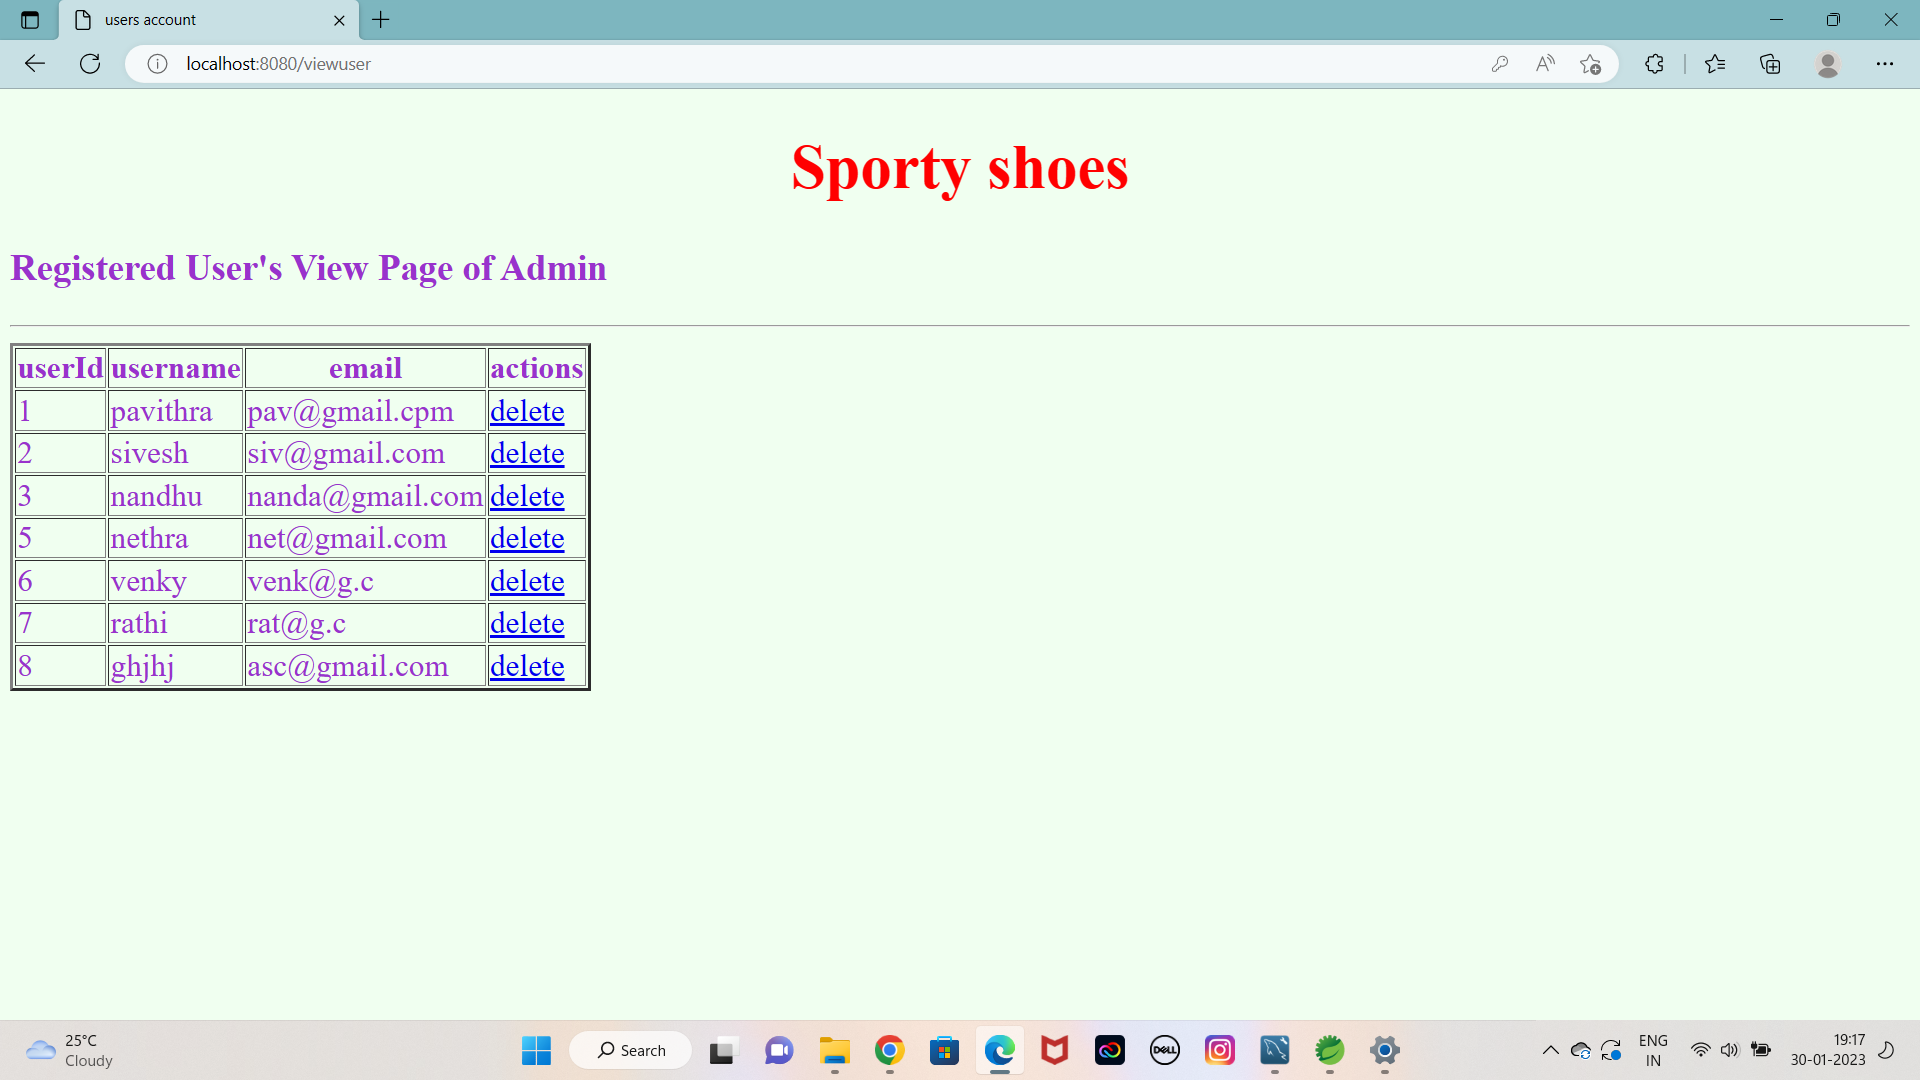 users account
localhost:8080/viewuser
Sporty shoes
Registered User's View Page of Admin
userId username email actions
1 pavithra pav@gmail.cpm delete
2 sivesh siv@gmail.com delete
3 nandhu nanda@gmail.com delete
5 nethra net@gmail.com delete
6 venky venk@g.c delete
7 rathi rat@g.c delete
8 ghjhj asc@gmail.com delete
25°C
Cloudy
Search
DELL
ENG
IN
19:17
30-01-2023